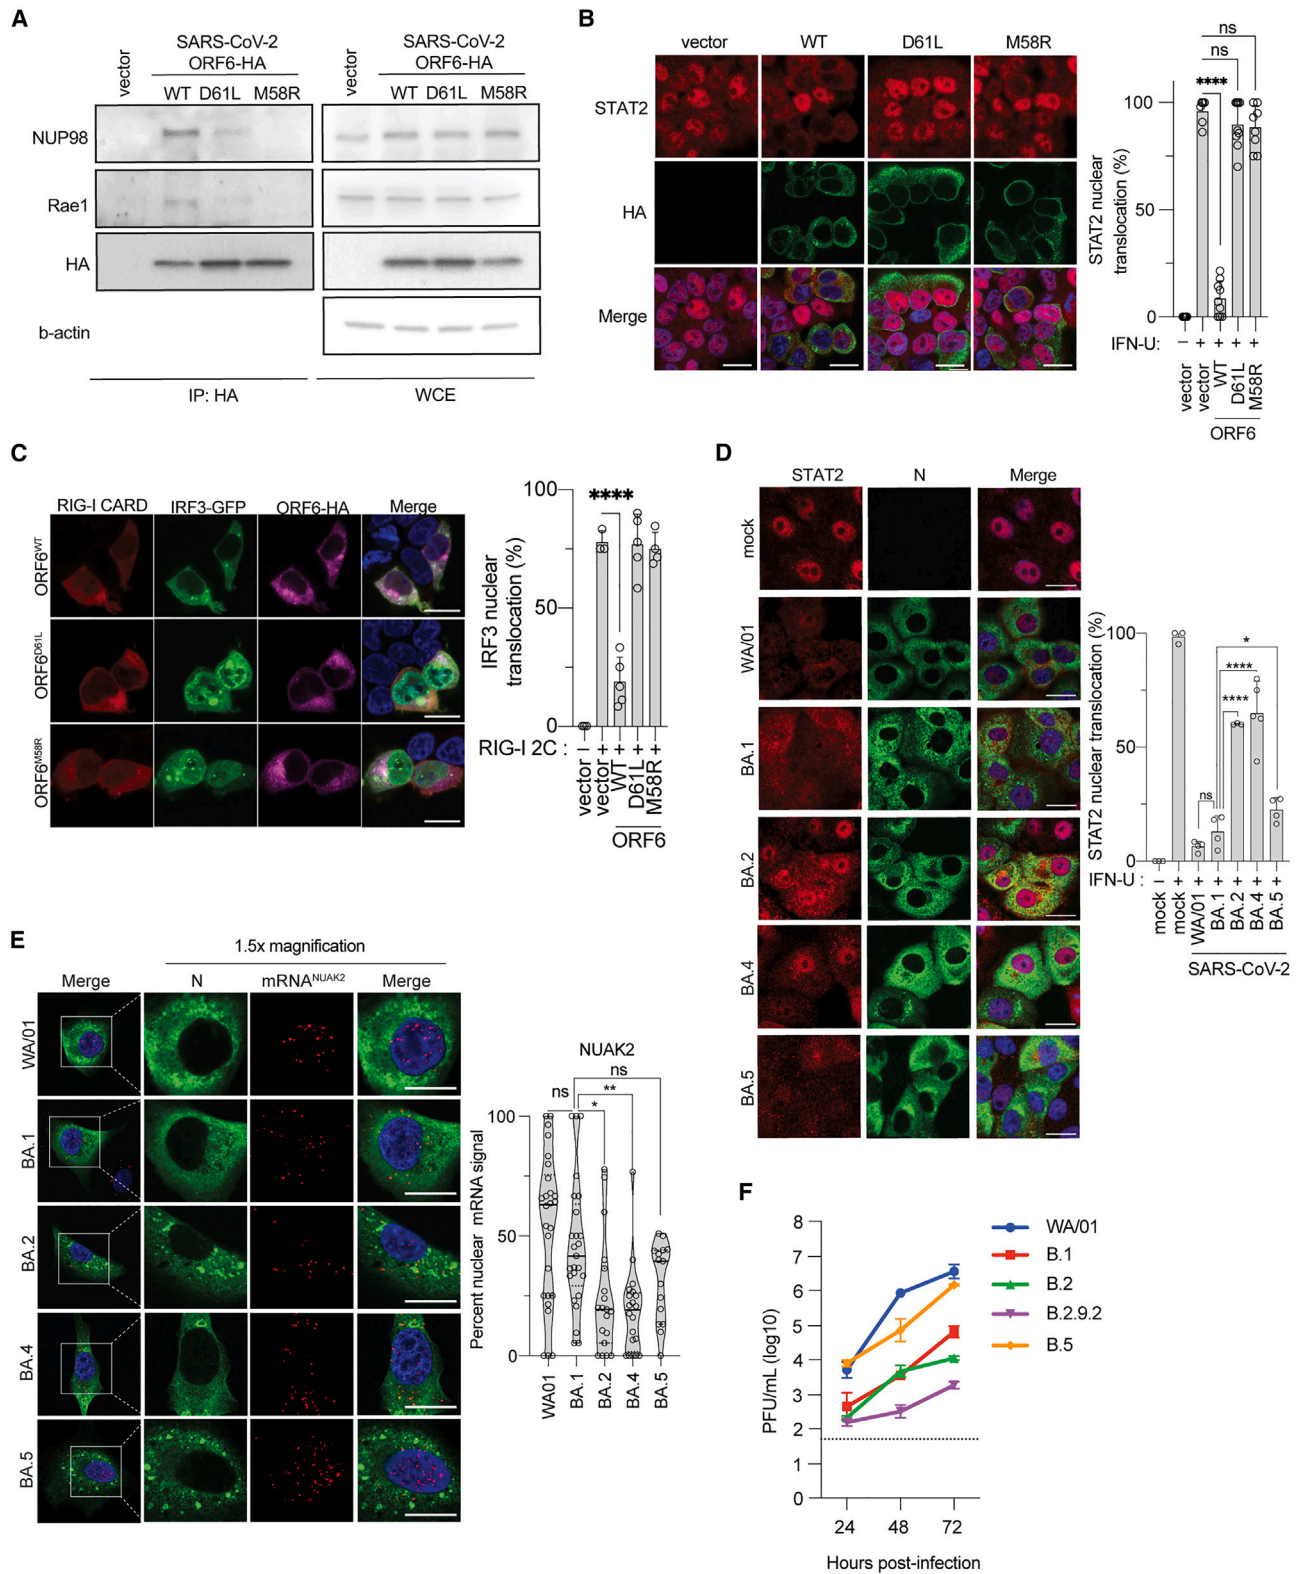 A
vector
SARS-CoV-2
ORF6-HA
WT D61L M58R
vector
SARS-CoV-2
ORF6-HA
WT D61L M58R
NUP98
Rae1
HA
b-actin
IP: HA
WCE
B
vector WT D61L M58R
STAT2
HA
Merge
STAT2 nuclear
translocation (%)
ns
ns
****
100
50
0
IFN-U: – + + + +
vector
vector
WT
D61L
M58R
ORF6
C
RIG-I CARD IRF3-GFP ORF6-HA Merge
ORF6WT
ORF6D61L
ORF6M58R
IRF3 nuclear
translocation (%)
****
100
50
0
RIG-I 2C : – + + + +
vector
vector
WT
D61L
M58R
ORF6
D
STAT2 N Merge
mock
WA/01
BA.1
BA.2
BA.4
BA.5
STAT2 nuclear translocation (%)
*
****
****
ns
100
50
0
IFN-U : – + + + + + +
mock
mock
WA/01
BA.1
BA.2
BA.4
BA.5
SARS-CoV-2
E
1.5x magnification
Merge N mRNANUAK2 Merge
WA/01
BA.1
BA.2
BA.4
BA.5
NUAK2
ns
ns
**
*
Percent nuclear mRNA signal
100
50
0
WA01
BA.1
BA.2
BA.4
BA.5
F
PFU/mL (log10)
8
7
6
5
4
3
2
1
0
24 48 72
Hours post-infection
WA/01
B.1
B.2
B.2.9.2
B.5